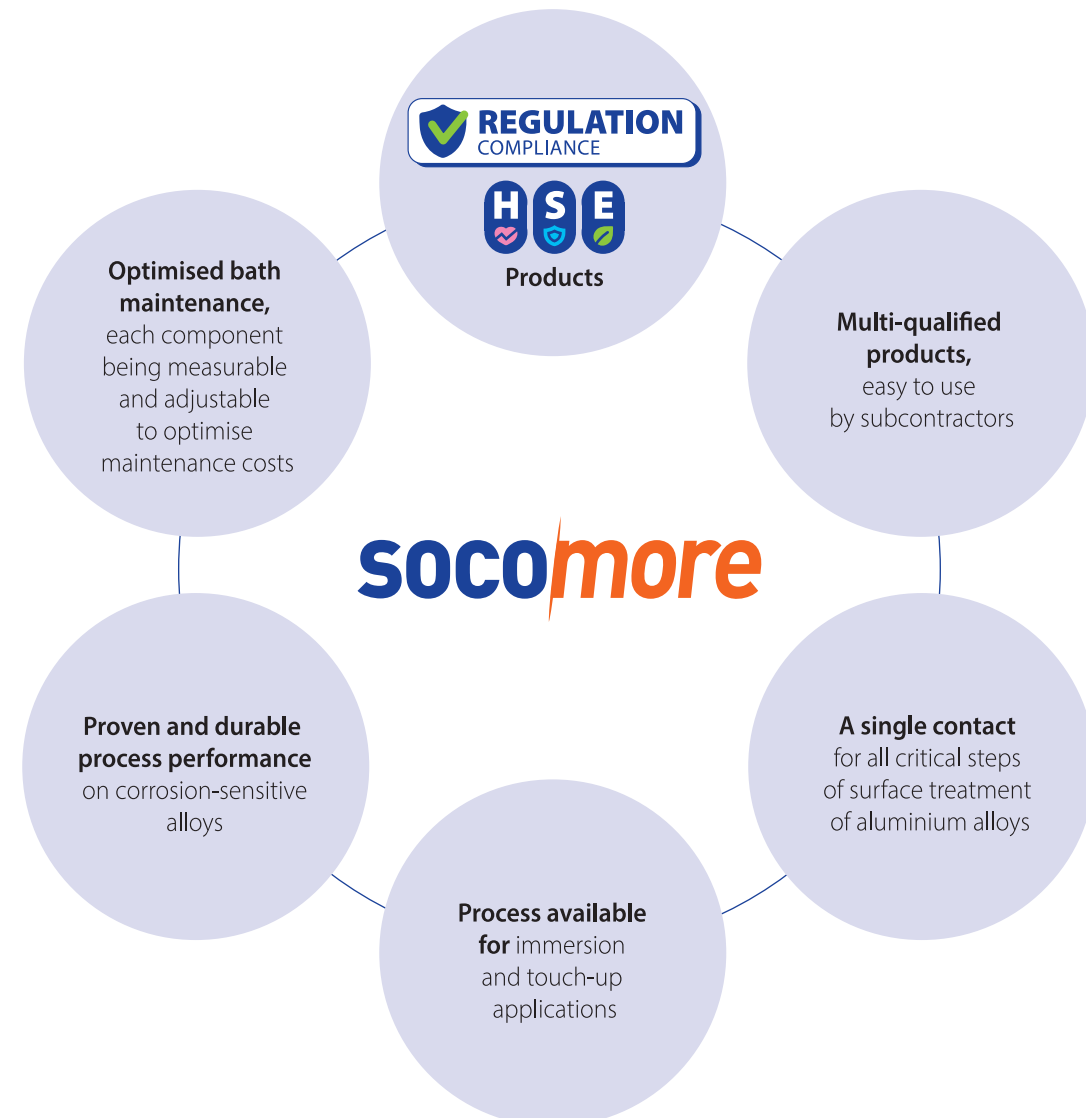 REGULATION
COMPLIANCE
H S E
Products
Multi-qualified
products,
easy to use
by subcontractors
A single contact
for all critical steps
of surface treatment
of aluminium alloys
Process available
for immersion
and touch-up
applications
Proven and durable
process performance
on corrosion-sensitive
alloys
Optimised bath
maintenance,
each component
being measurable
and adjustable
to optimise
maintenance costs
socomore